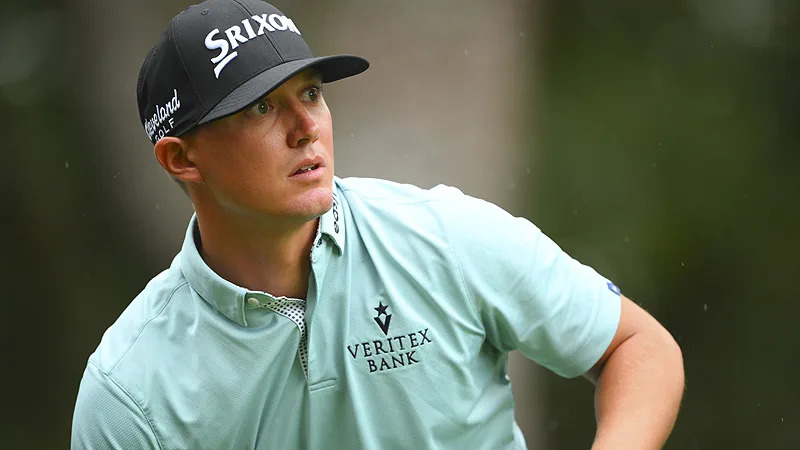 SRIXON
Cleveland
GOLF
VERITEX
BANK